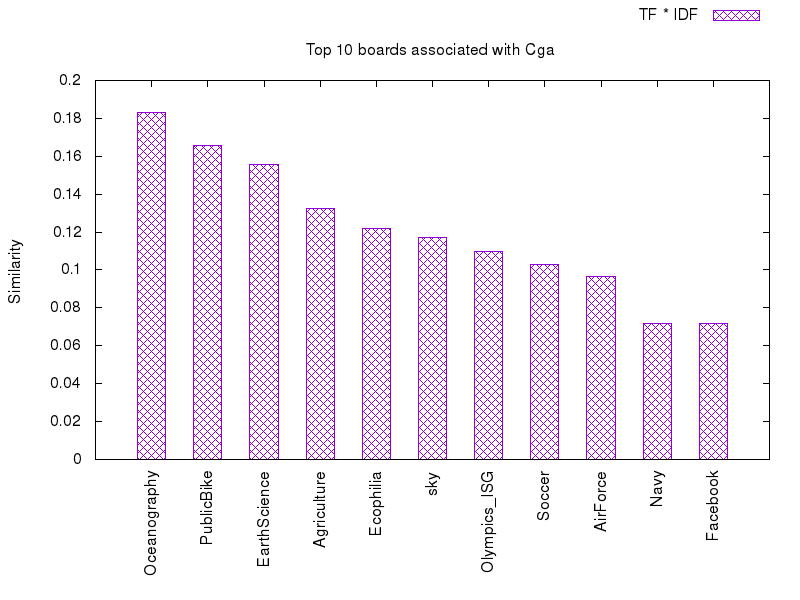 TF * IDF
Top 10 boards associated with Cga
0.2
0.18
0.16
0.14
0.12
0.1
0.08
0.06
0.04
0.02
0
Similarity
Oceanography
PublicBike
EarthScience
Agriculture
Ecophilia
sky
Olympics_ISG
Soccer
AirForce
Navy
Facebook